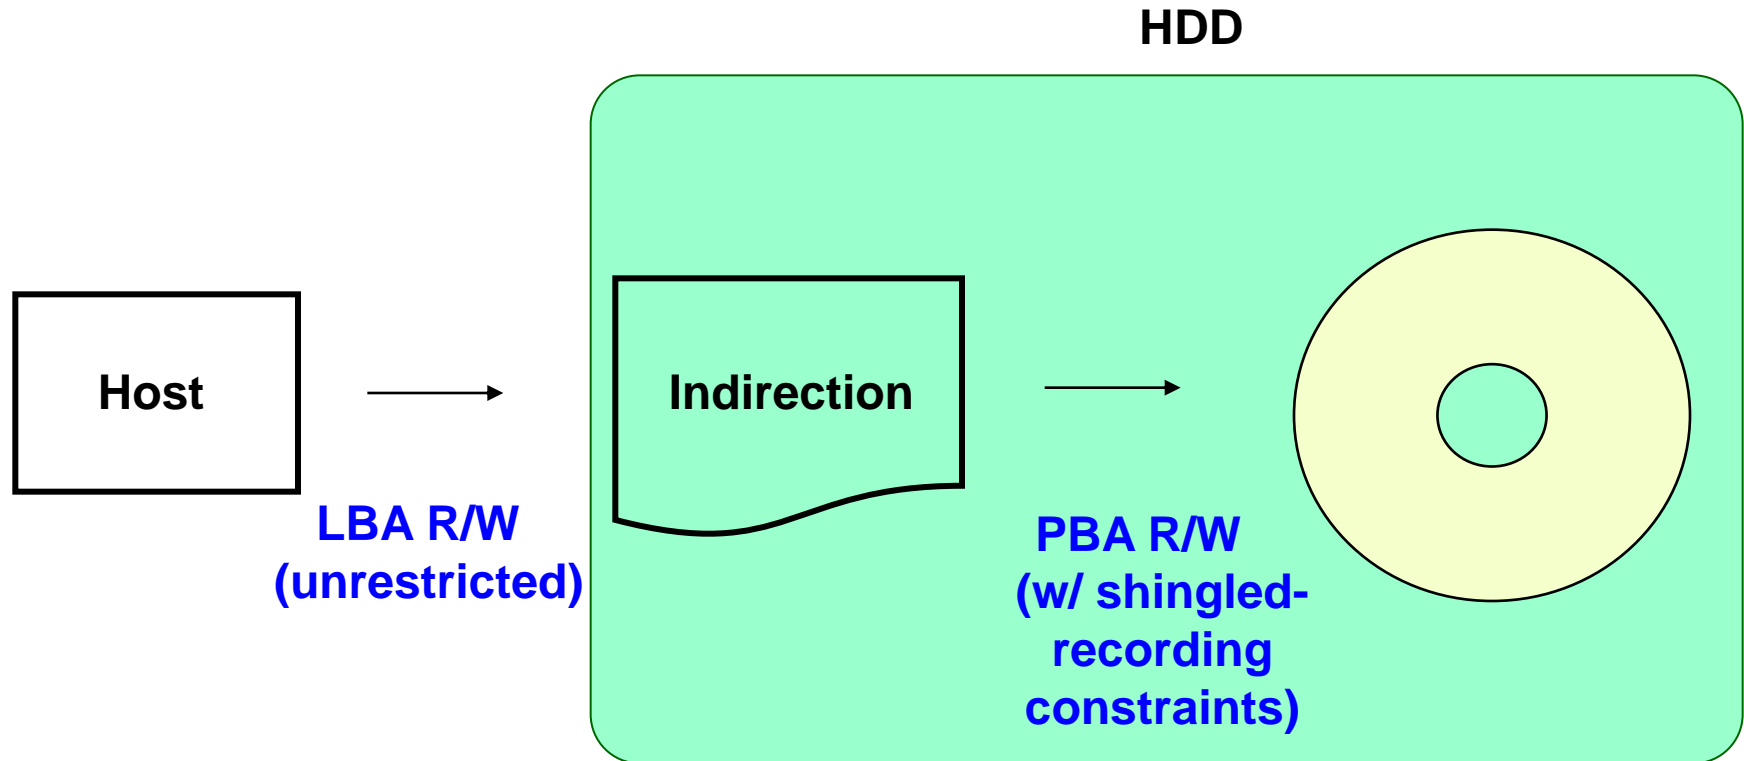 HDD
Host
Indirection
LBA R/W
(unrestricted)
PBA R/W
(w/ shingled-
recording
constraints)